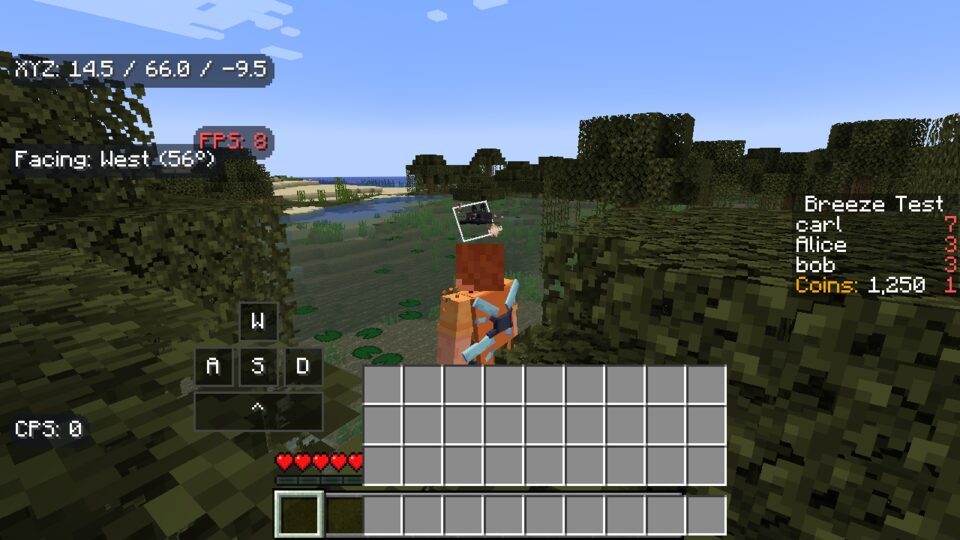 XYZ: 14.5 / 66.0 / -9.5
FPS: 8
Facing: West (56°)
Breeze Test
carl 7
Alice 3
bob 3
Coins: 1,250 1
W
A S D
^
CPS: 0